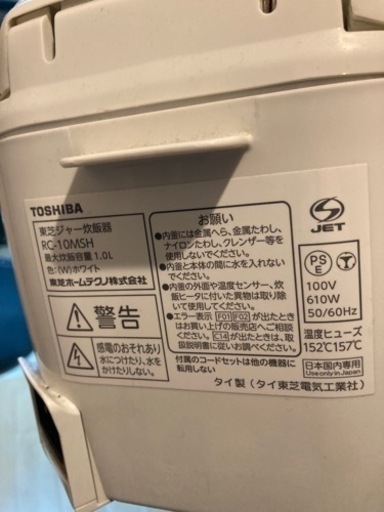 TOSHIBA
東芝ジャー炊飯器
RC-10MSH
最大炊飯容量1.0L
色:(W)ホワイト
東芝ホームテクノ株式会社
警告
感電のおそれあり
水につけたり、水を
かけたりしない。
お願い
●内釜には金属へら、金属たわし、
ナイロンたわし、クレンザー等を
使用しないでください。
●内釜と本体の間に水を入れない
でください。
●内釜の外面や温度センサー、炊
飯ヒータに付いた異物は取り除
いて使用してください。
●エラー表示 F01 F02 が出たときは
お買い上げの販売店へご相談
ください。C14 が出たときは、取
扱説明書に従いお調べください。
付属のコードセットは他の機器に
転用しない
タイ製（タイ東芝電気工業社）
S
JET
PS
E
100V
610W
50/60Hz
温度ヒューズ
152℃157℃
日本国内専用
Use only in Japan